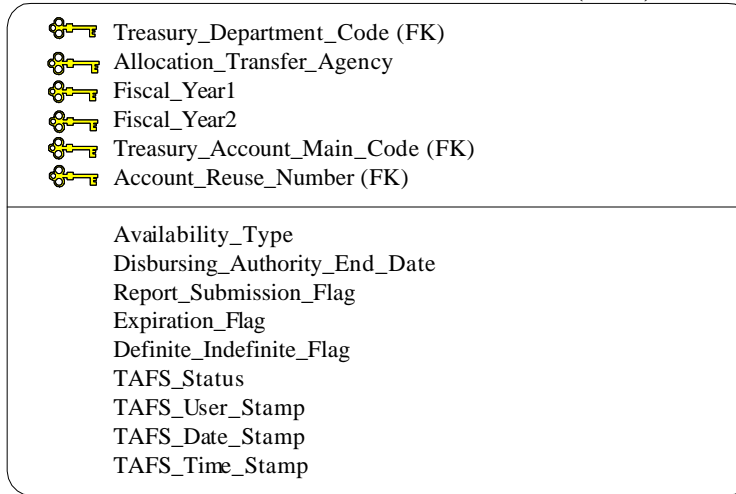 Treasury_Department_Code (FK)
Allocation_Transfer_Agency
Fiscal_Year1
Fiscal_Year2
Treasury_Account_Main_Code (FK)
Account_Reuse_Number (FK)
Availability_Type
Disbursing_Authority_End_Date
Report_Submission_Flag
Expiration_Flag
Definite_Indefinite_Flag
TAFS_Status
TAFS_User_Stamp
TAFS_Date_Stamp
TAFS_Time_Stamp